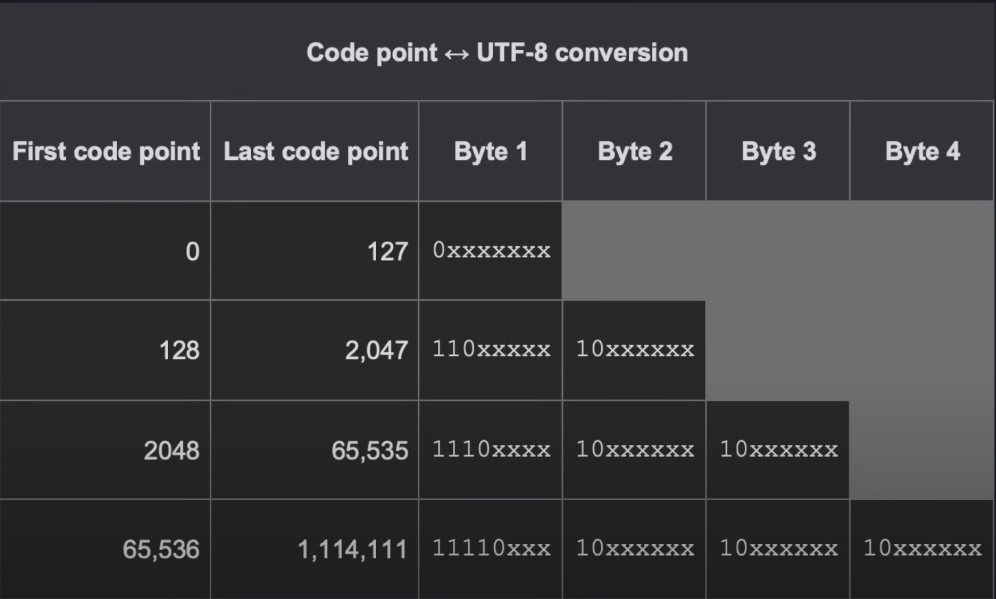 Code point ↔ UTF-8 conversion
First code point Last code point Byte 1 Byte 2 Byte 3 Byte 4
0 127 0xxxxxxx
128 2,047 110xxxxx 10xxxxxx
2048 65,535 1110xxxx 10xxxxxx 10xxxxxx
65,536 1,114,111 11110xxx 10xxxxxx 10xxxxxx 10xxxxxx